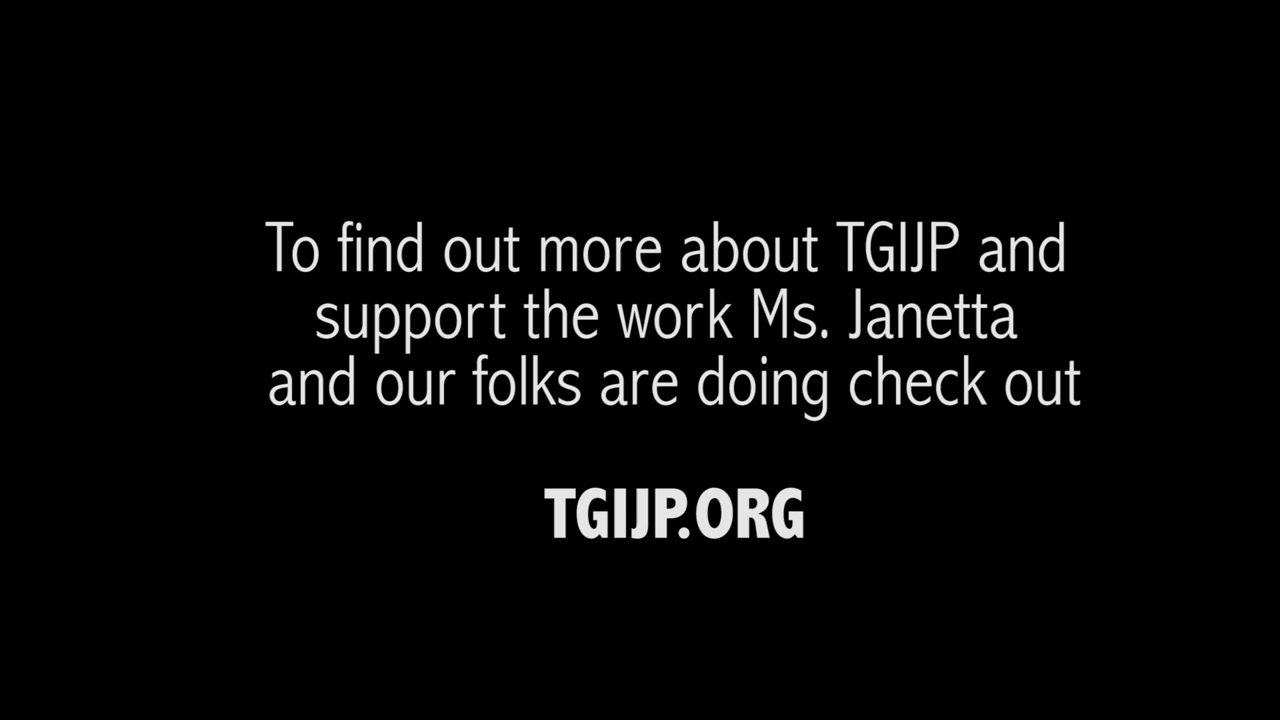 To find out more about TGIJP and
support the work Ms. Janetta
and our folks are doing check out
TGIJP.ORG